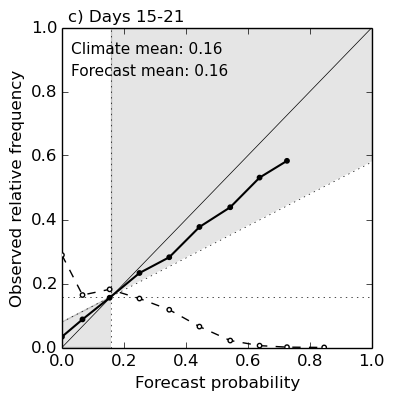 c) Days 15-21
Climate mean: 0.16
Forecast mean: 0.16
1.0
0.8
0.6
0.4
0.2
0.0
Observed relative frequency
0.0 0.2 0.4 0.6 0.8 1.0
Forecast probability